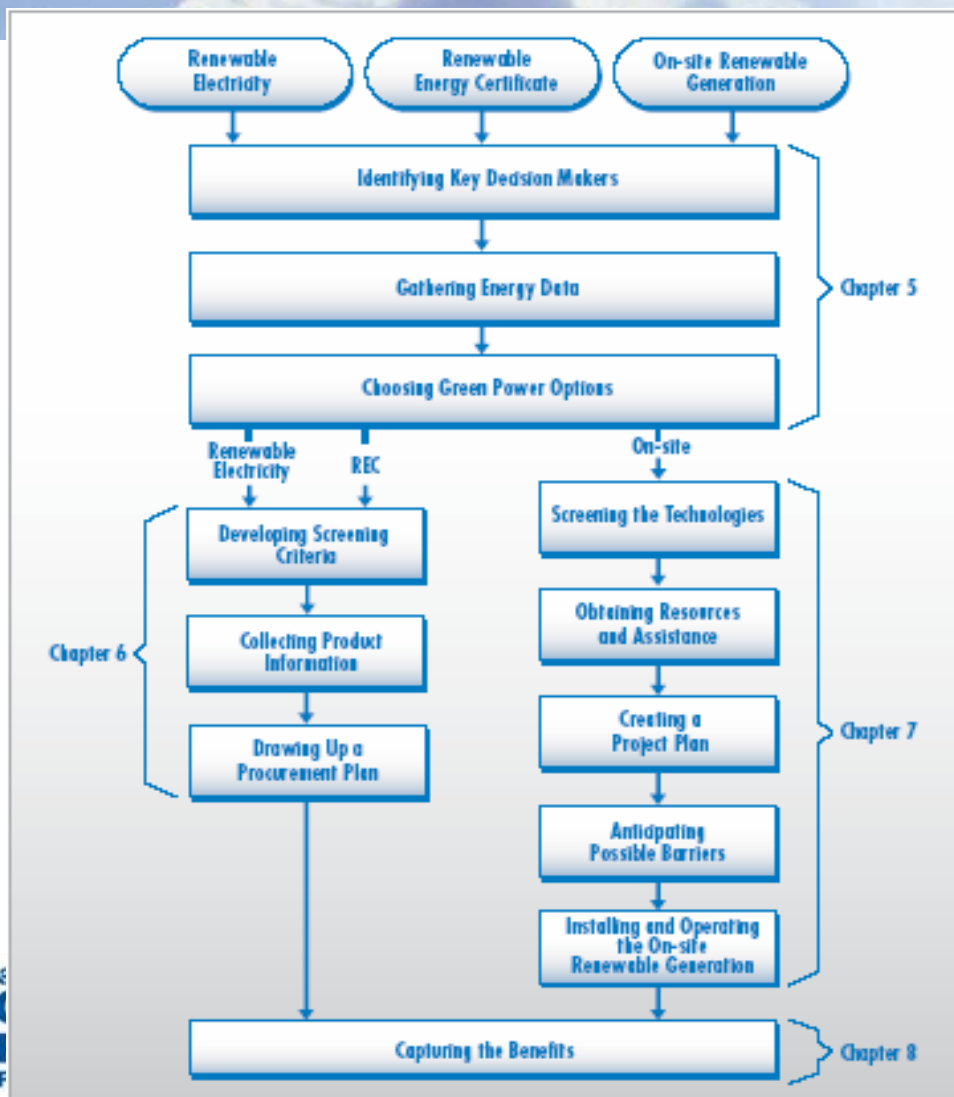 Renewable
Electricity
Renewable
Energy Certificate
On-site Renewable
Generation
Identifying Key Decision Makers
Gathering Energy Data
Chapter 5
Choosing Green Power Options
Renewable
Electricity
REC
On-site
Developing Screening
Criteria
Collecting Product
Information
Drawing Up a
Procurement Plan
Chapter 6
Screening the Technologies
Obtaining Resources
and Assistance
Creating a
Project Plan
Anticipating
Possible Barriers
Installing and Operating
the On-site
Renewable Generation
Chapter 7
Capturing the Benefits
Chapter 8